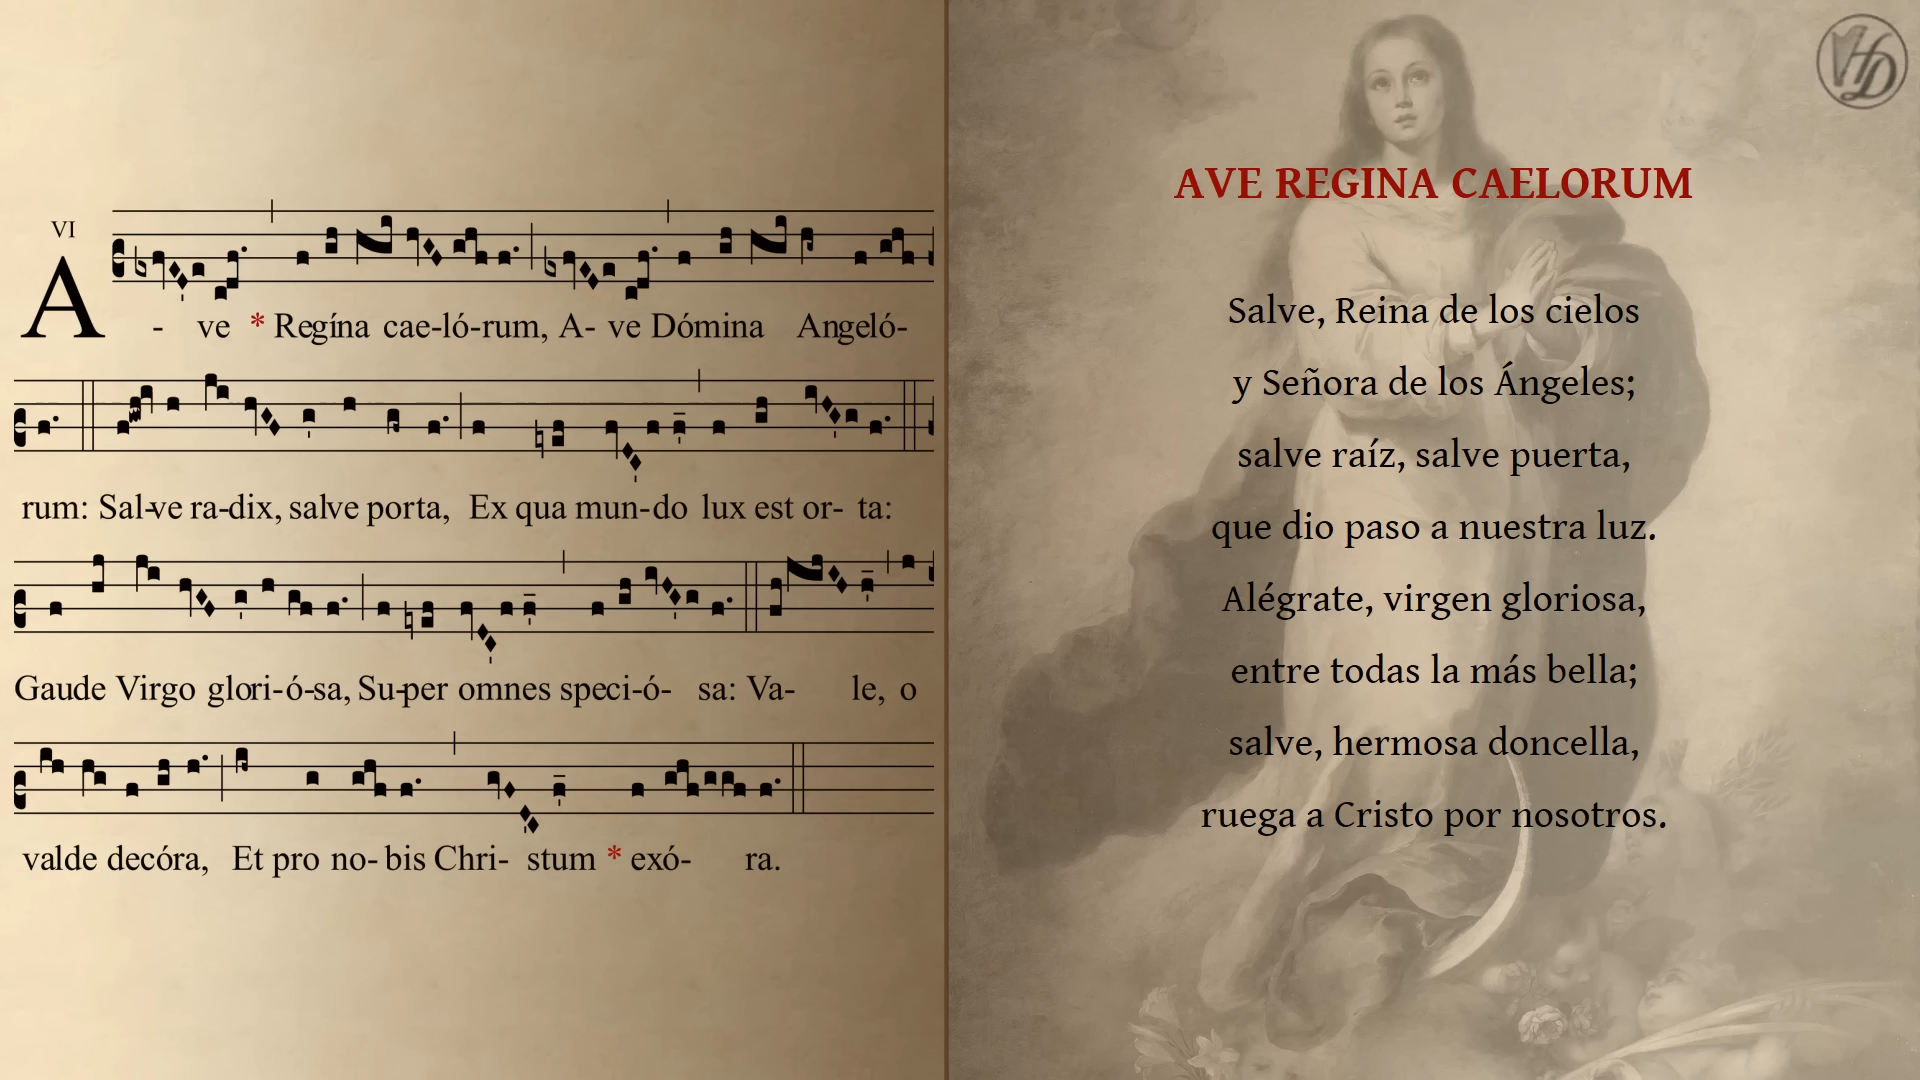 VI
A - ve * Regína cae-ló-rum, A- ve Dómina Angeló-
rum: Sal-ve ra-dix, salve porta, Ex qua mun-do lux est or- ta:
Gaude Virgo glori-ó-sa, Su-per omnes speci-ó- sa: Va- le, o
valde decóra, Et pro no- bis Chri- stum * exó- ra.
HD
AVE REGINA CAELORUM
Salve, Reina de los cielos
y Señora de los Ángeles;
salve raíz, salve puerta,
que dio paso a nuestra luz.
Alégrate, virgen gloriosa,
entre todas la más bella;
salve, hermosa doncella,
ruega a Cristo por nosotros.